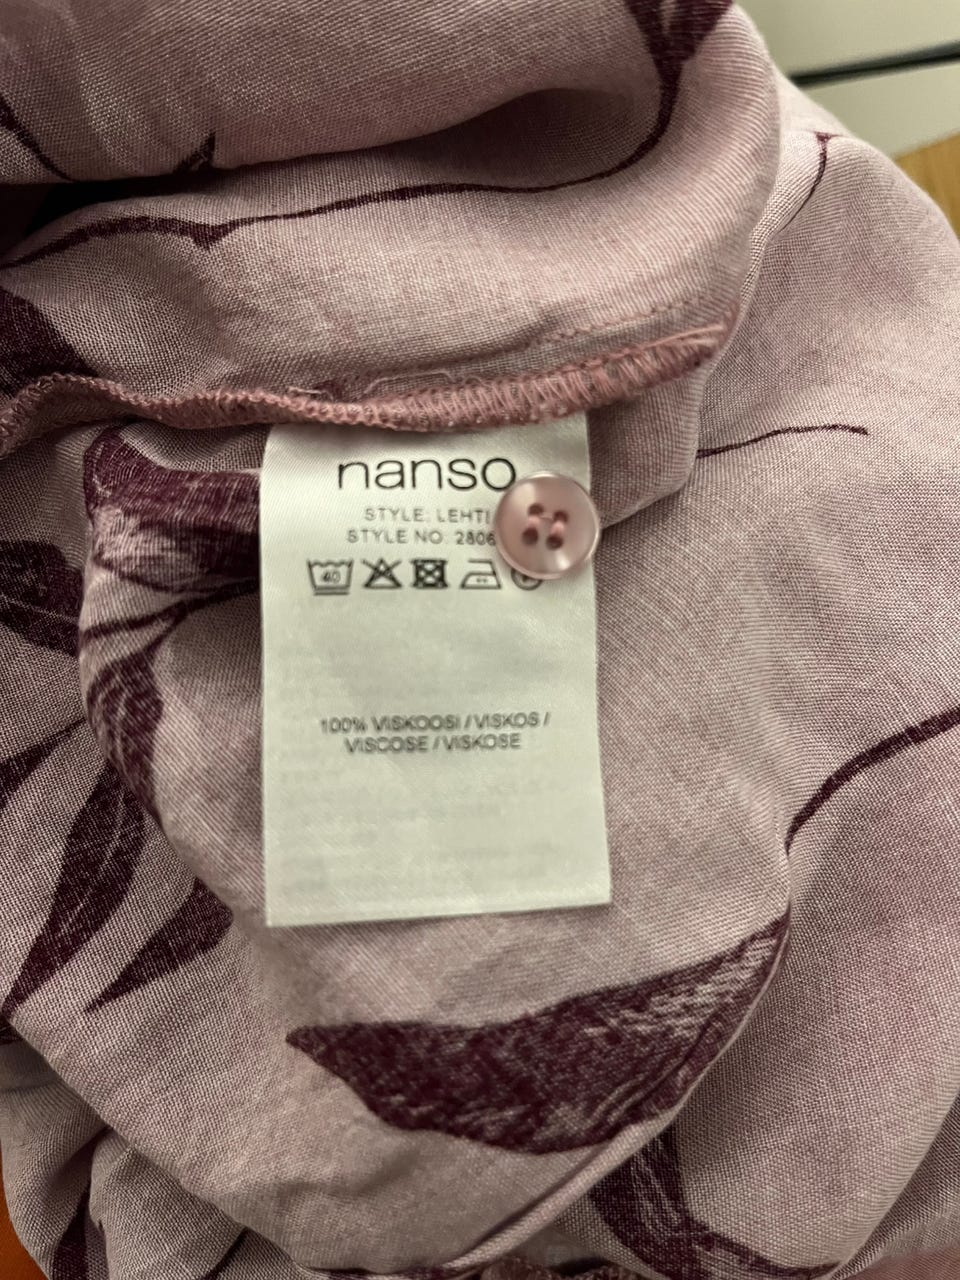 nanso
STYLE: LEHTI
STYLE NO. 2806
40
100% VISKOOSI / VISKOS /
VISCOSE / VISKOSE